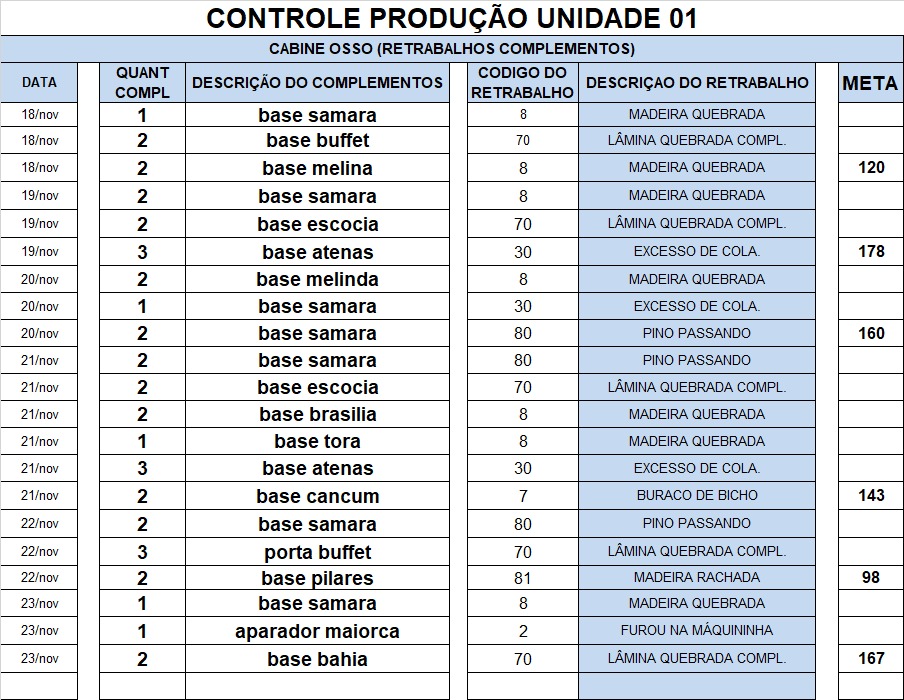 CONTROLE PRODUÇÃO UNIDADE 01
CABINE OSSO (RETRABALHOS COMPLEMENTOS)
DATA QUANT COMPL DESCRIÇÃO DO COMPLEMENTOS CODIGO DO RETRABALHO DESCRIÇAO DO RETRABALHO META
18/nov 1 base samara 8 MADEIRA QUEBRADA
18/nov 2 base buffet 70 LÂMINA QUEBRADA COMPL.
18/nov 2 base melina 8 MADEIRA QUEBRADA 120
19/nov 2 base samara 8 MADEIRA QUEBRADA
19/nov 2 base escocia 70 LÂMINA QUEBRADA COMPL.
19/nov 3 base atenas 30 EXCESSO DE COLA. 178
20/nov 2 base melinda 8 MADEIRA QUEBRADA
20/nov 1 base samara 30 EXCESSO DE COLA.
20/nov 2 base samara 80 PINO PASSANDO 160
21/nov 2 base samara 80 PINO PASSANDO
21/nov 2 base escocia 70 LÂMINA QUEBRADA COMPL.
21/nov 2 base brasilia 8 MADEIRA QUEBRADA
21/nov 1 base tora 8 MADEIRA QUEBRADA
21/nov 3 base atenas 30 EXCESSO DE COLA.
21/nov 2 base cancum 7 BURACO DE BICHO 143
22/nov 2 base samara 80 PINO PASSANDO
22/nov 3 porta buffet 70 LÂMINA QUEBRADA COMPL.
22/nov 2 base pilares 81 MADEIRA RACHADA 98
23/nov 1 base samara 8 MADEIRA QUEBRADA
23/nov 1 aparador maiorca 2 FUROU NA MÁQUININHA
23/nov 2 base bahia 70 LÂMINA QUEBRADA COMPL. 167